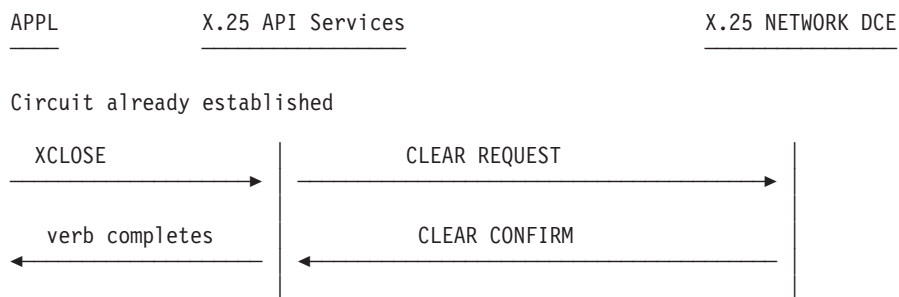 APPL X.25 API Services X.25 NETWORK DCE
Circuit already established
XCLOSE CLEAR REQUEST
verb completes CLEAR CONFIRM